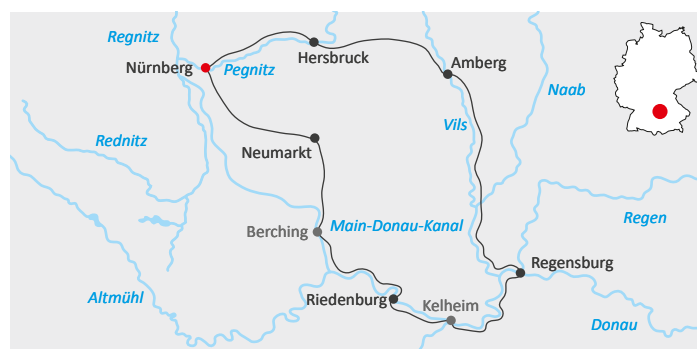 Regnitz
Hersbruck
Nürnberg
Pegnitz
Amberg
Naab
Vils
Rednitz
Neumarkt
Berching
Main-Donau-Kanal
Regen
Regensburg
Altmühl
Riedenburg
Kelheim
Donau